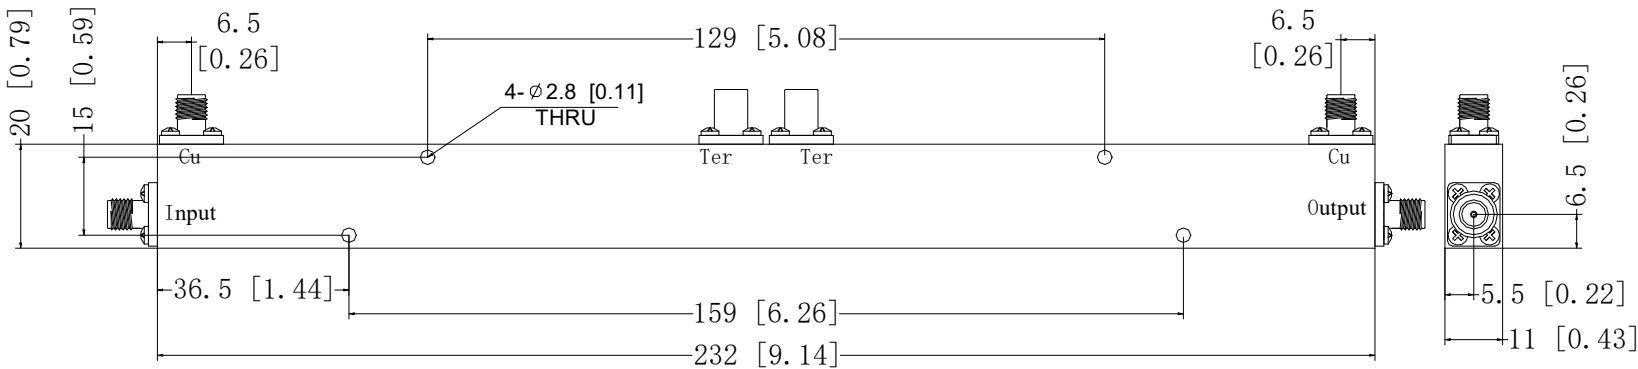 20 [0.79]
15 [0.59]
6.5
[0.26]
129 [5.08]
6.5
[0.26]
4-∅2.8 [0.11]
THRU
6.5 [0.26]
Cu
Ter
Ter
Cu
Input
Output
36.5 [1.44]
159 [6.26]
232 [9.14]
5.5 [0.22]
11 [0.43]